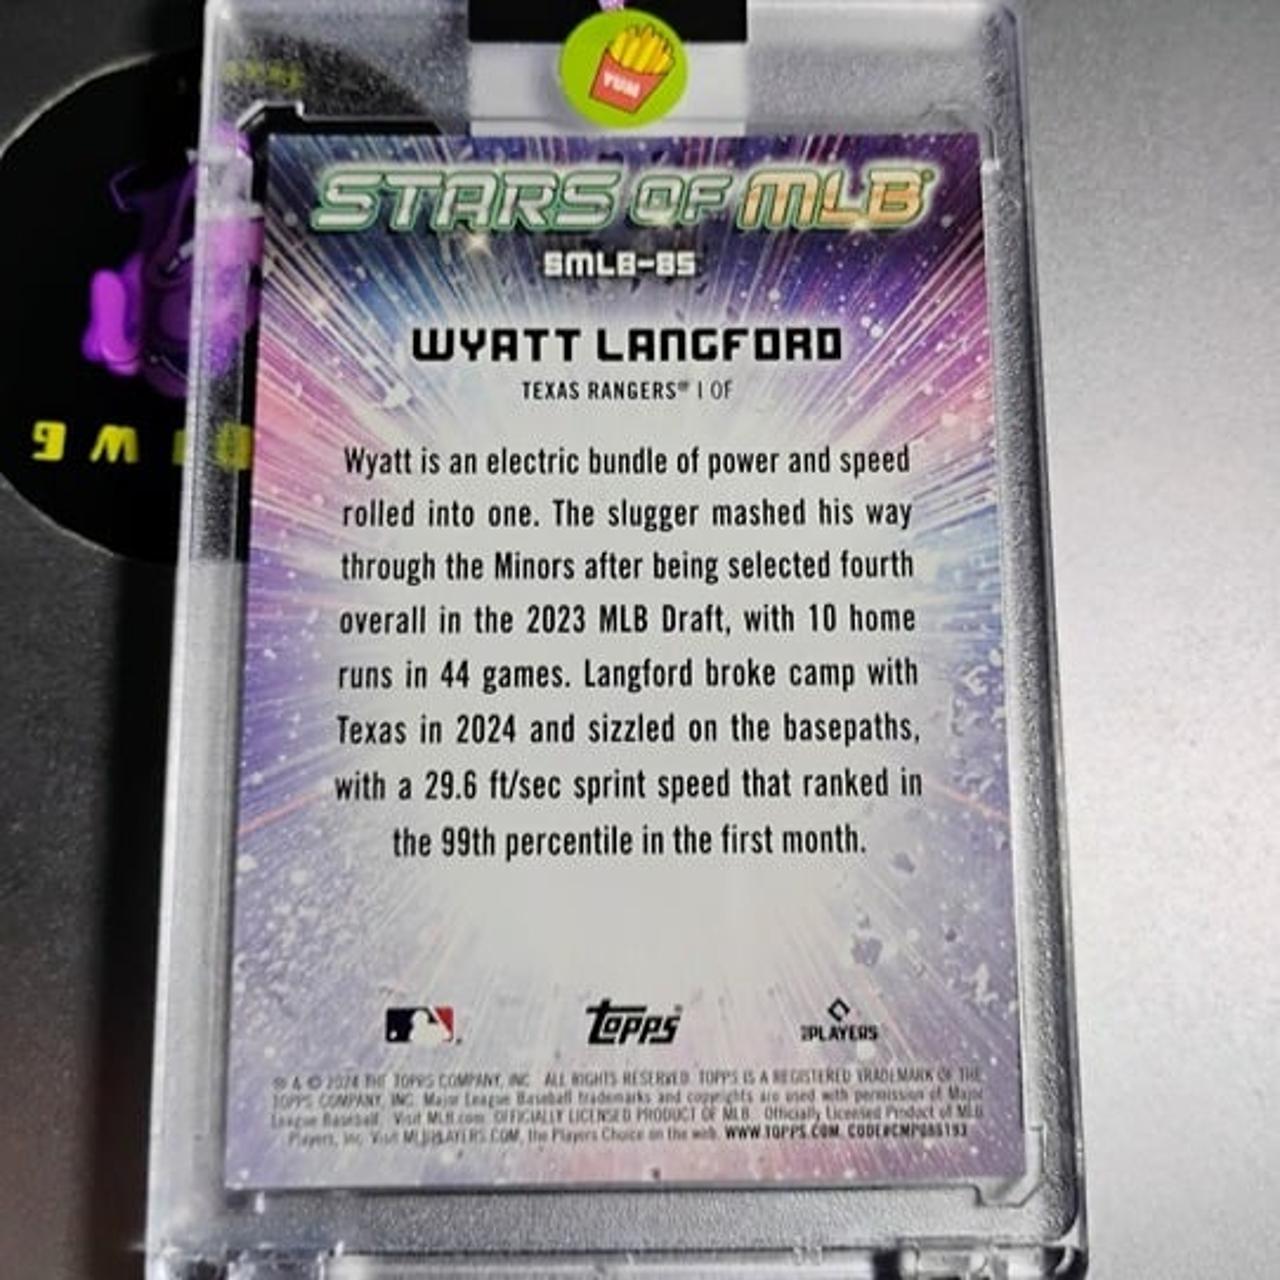 YUM
STARS OF MLB®
SMLB-85
WYATT LANGFORD
TEXAS RANGERS® | OF
Wyatt is an electric bundle of power and speed
rolled into one. The slugger mashed his way
through the Minors after being selected fourth
overall in the 2023 MLB Draft, with 10 home
runs in 44 games. Langford broke camp with
Texas in 2024 and sizzled on the basepaths,
with a 29.6 ft/sec sprint speed that ranked in
the 99th percentile in the first month.
topps®
PLAYERS
® & © 2024 THE TOPPS COMPANY, INC. ALL RIGHTS RESERVED. TOPPS IS A REGISTERED TRADEMARK OF THE
TOPPS COMPANY, INC. Major League Baseball trademarks and copyrights are used with permission of Major
League Baseball. Visit MLB.com. OFFICIALLY LICENSED PRODUCT OF MLB. Officially Licensed Product of MLB
Players, Inc. Visit MLBPLAYERS.COM, the Players Choice on the web. WWW.TOPPS.COM. CODE#CMP085193